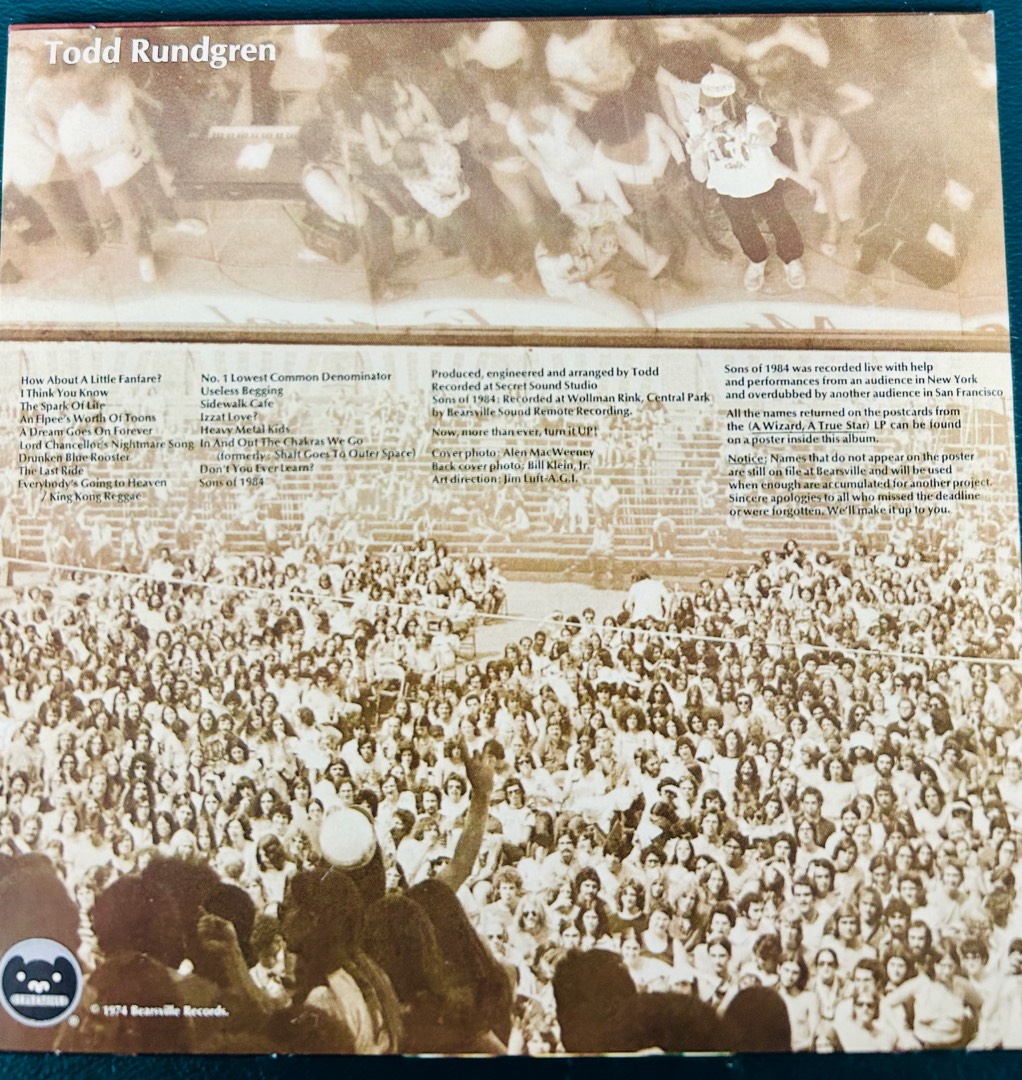 Todd Rundgren
How About A Little Fanfare?
I Think You Know
The Spark Of Life
An Elpee's Worth Of Toons
A Dream Goes On Forever
Lord Chancellor's Nightmare Song
Drunken Blue Rooster
The Last Ride
Everybody's Going to Heaven
/ King Kong Reggae
No. 1 Lowest Common Denominator
Useless Begging
Sidewalk Cafe
Izzat Love?
Heavy Metal Kids
In And Out The Chakras We Go
(formerly: Shaft Goes To Outer Space)
Don't You Ever Learn?
Sons of 1984
Produced, engineered and arranged by Todd
Recorded at Secret Sound Studio
Sons of 1984: Recorded at Wollman Rink, Central Park
by Bearsville Sound Remote Recording.
Now, more than ever, turn it UP!
Cover photo: Alen MacWeeney
Back cover photo: Bill Klein, Jr.
Art direction: Jim Luft-A.G.I.
Sons of 1984 was recorded live with help
and performances from an audience in New York
and overdubbed by another audience in San Francisco
All the names returned on the postcards from
the (A Wizard, A True Star) LP can be found
on a poster inside this album.
Notice: Names that do not appear on the poster
are still on file at Bearsville and will be used
when enough are accumulated for another project.
Sincere apologies to all who missed the deadline
or were forgotten. We'll make it up to you.
BEARSVILLE
®
© 1974 Bearsville Records.